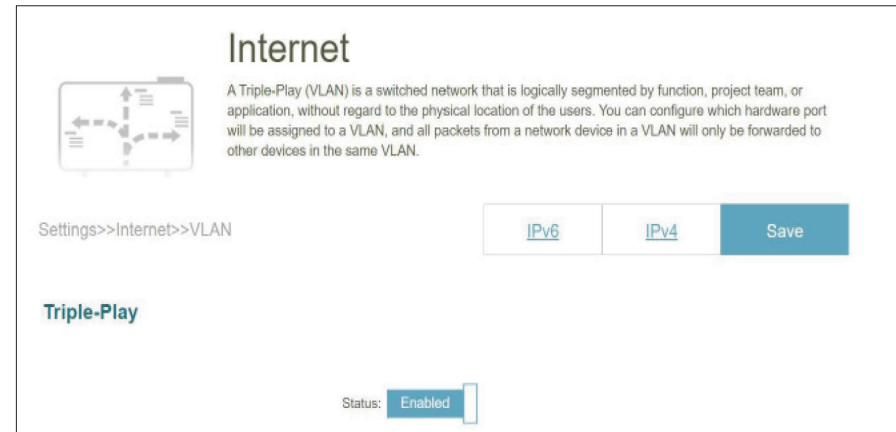 Internet
A Triple-Play (VLAN) is a switched network that is logically segmented by function, project team, or
application, without regard to the physical location of the users. You can configure which hardware port
will be assigned to a VLAN, and all packets from a network device in a VLAN will only be forwarded to
other devices in the same VLAN.
Settings>>Internet>>VLAN
IPv6
IPv4
Save
Triple-Play
Status: Enabled